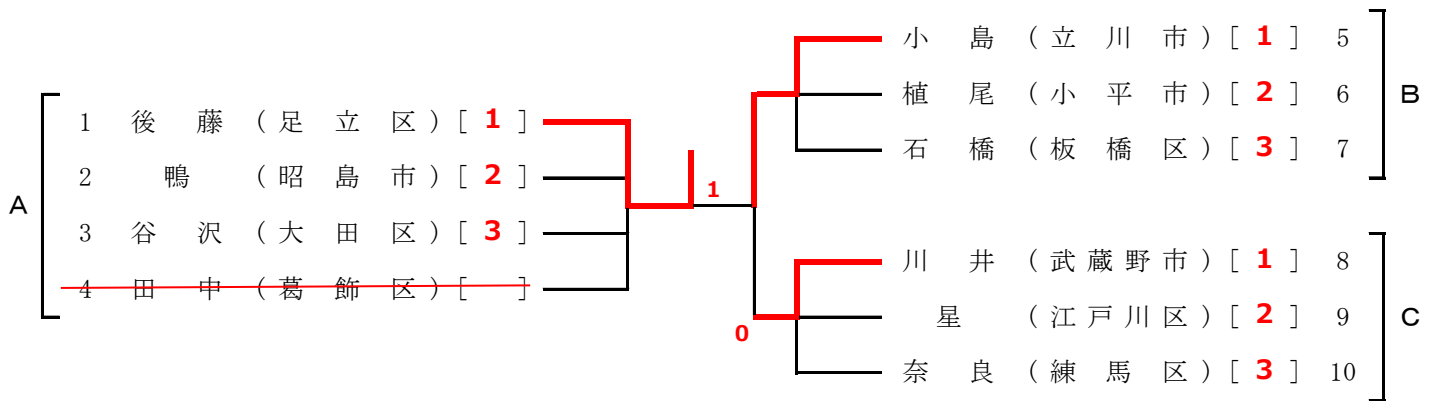 A
1 後藤 (足立区) [ 1 ]
2 鴨 (昭島市) [ 2 ]
3 谷沢 (大田区) [ 3 ]
4 田中 (葛飾区) [ ]
1
0
小島 (立川市) [ 1 ] 5
植尾 (小平市) [ 2 ] 6
石橋 (板橋区) [ 3 ] 7
B
川井 (武蔵野市) [ 1 ] 8
星 (江戸川区) [ 2 ] 9
奈良 (練馬区) [ 3 ] 10
C